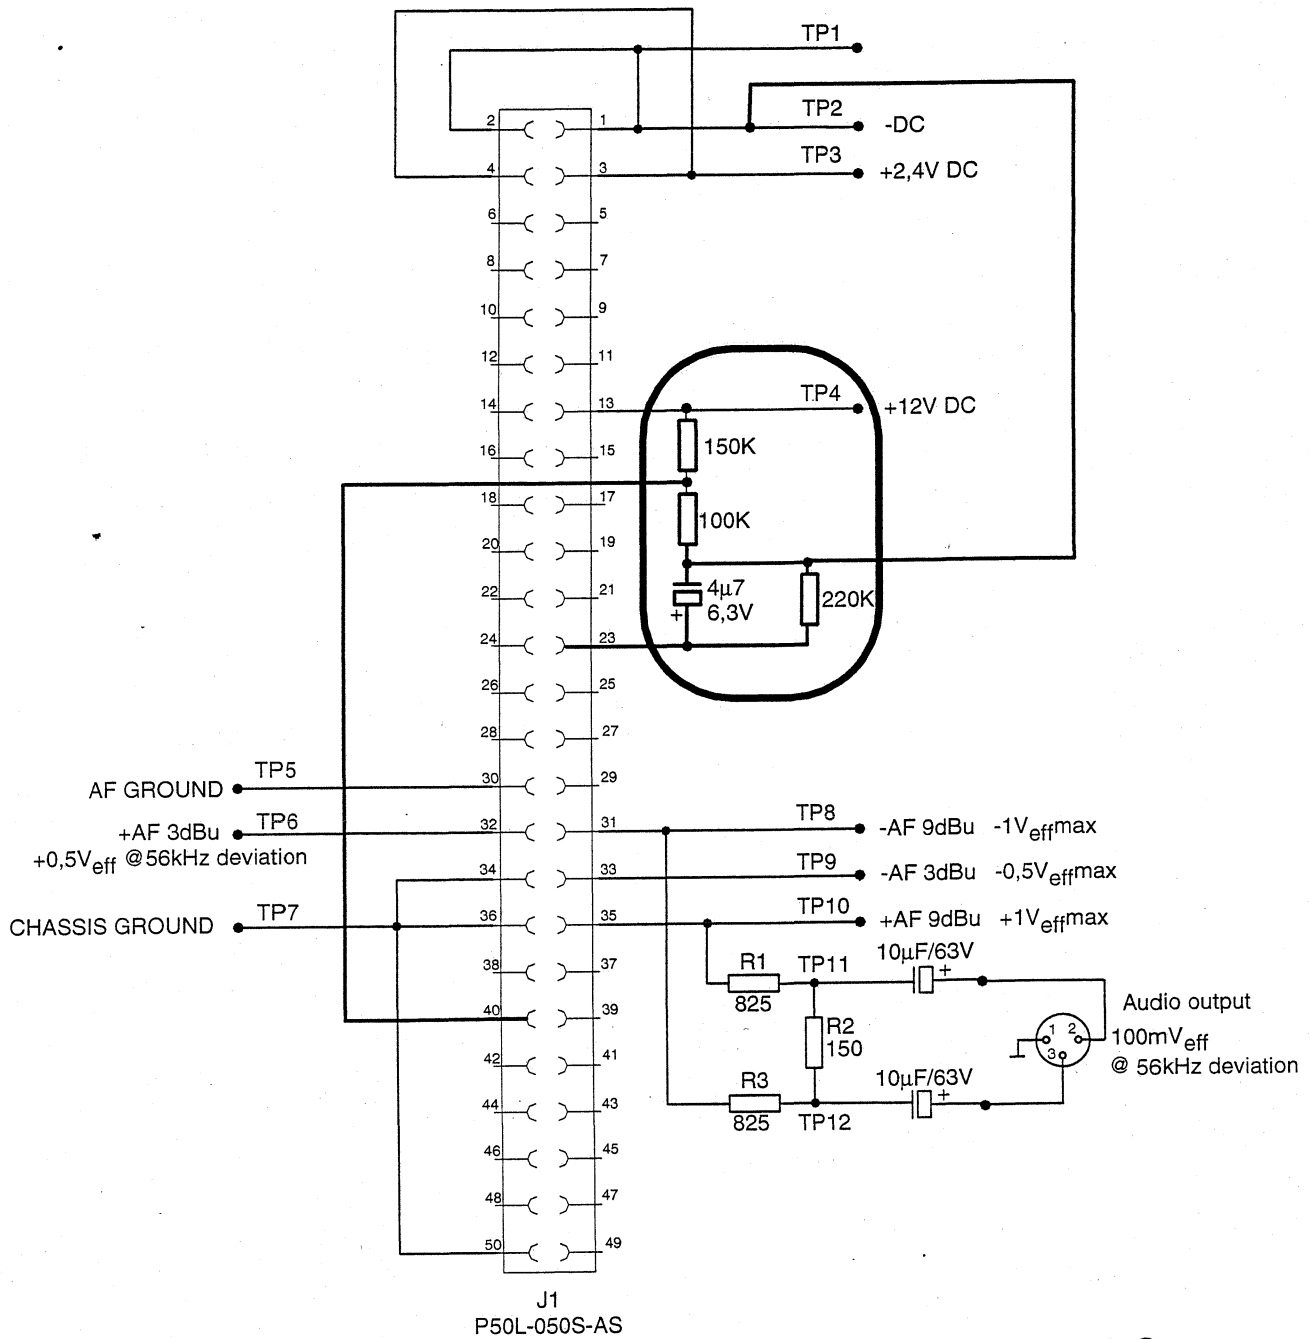 TP1
TP2
-DC
TP3
+2,4V DC
2
1
4
3
6
5
8
7
10
9
12
11
14
13
TP4
+12V DC
16
15
150K
18
17
100K
20
19
22
21
4µ7
6,3V
+
220K
24
23
26
25
28
27
AF GROUND
TP5
30
29
+AF 3dBu
TP6
+0,5Veff @56kHz deviation
32
31
TP8
-AF 9dBu -1Veffmax
34
33
TP9
-AF 3dBu -0,5Veffmax
CHASSIS GROUND
TP7
36
35
TP10
+AF 9dBu +1Veffmax
38
37
R1
825
TP11
10µF/63V
+
40
39
R2
150
1 2
3
Audio output
100mVeff
@ 56kHz deviation
42
41
44
43
R3
825
TP12
10µF/63V
+
46
45
48
47
50
49
J1
P50L-050S-AS